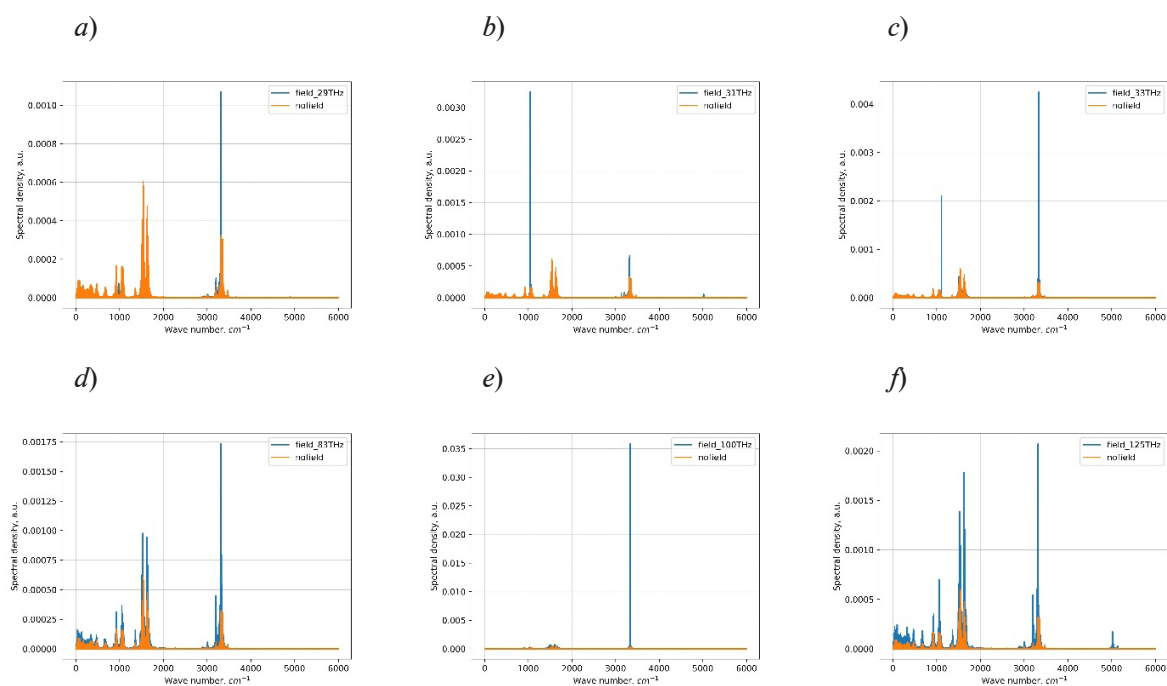 a)
b)
c)
field_29THz
nofield
0.0010
0.0008
0.0006
0.0004
0.0002
0.0000
Spectral density, a.u.
0 1000 2000 3000 4000 5000 6000
Wave number, cm⁻¹
field_31THz
nofield
0.0030
0.0025
0.0020
0.0015
0.0010
0.0005
0.0000
Spectral density, a.u.
0 1000 2000 3000 4000 5000 6000
Wave number, cm⁻¹
field_33THz
nofield
0.004
0.003
0.002
0.001
0.000
Spectral density, a.u.
0 1000 2000 3000 4000 5000 6000
Wave number, cm⁻¹
d)
e)
f)
field_83THz
nofield
0.00175
0.00150
0.00125
0.00100
0.00075
0.00050
0.00025
0.00000
Spectral density, a.u.
0 1000 2000 3000 4000 5000 6000
Wave number, cm⁻¹
field_100THz
nofield
0.035
0.030
0.025
0.020
0.015
0.010
0.005
0.000
Spectral density, a.u.
0 1000 2000 3000 4000 5000 6000
Wave number, cm⁻¹
field_125THz
nofield
0.0020
0.0015
0.0010
0.0005
0.0000
Spectral density, a.u.
0 1000 2000 3000 4000 5000 6000
Wave number, cm⁻¹